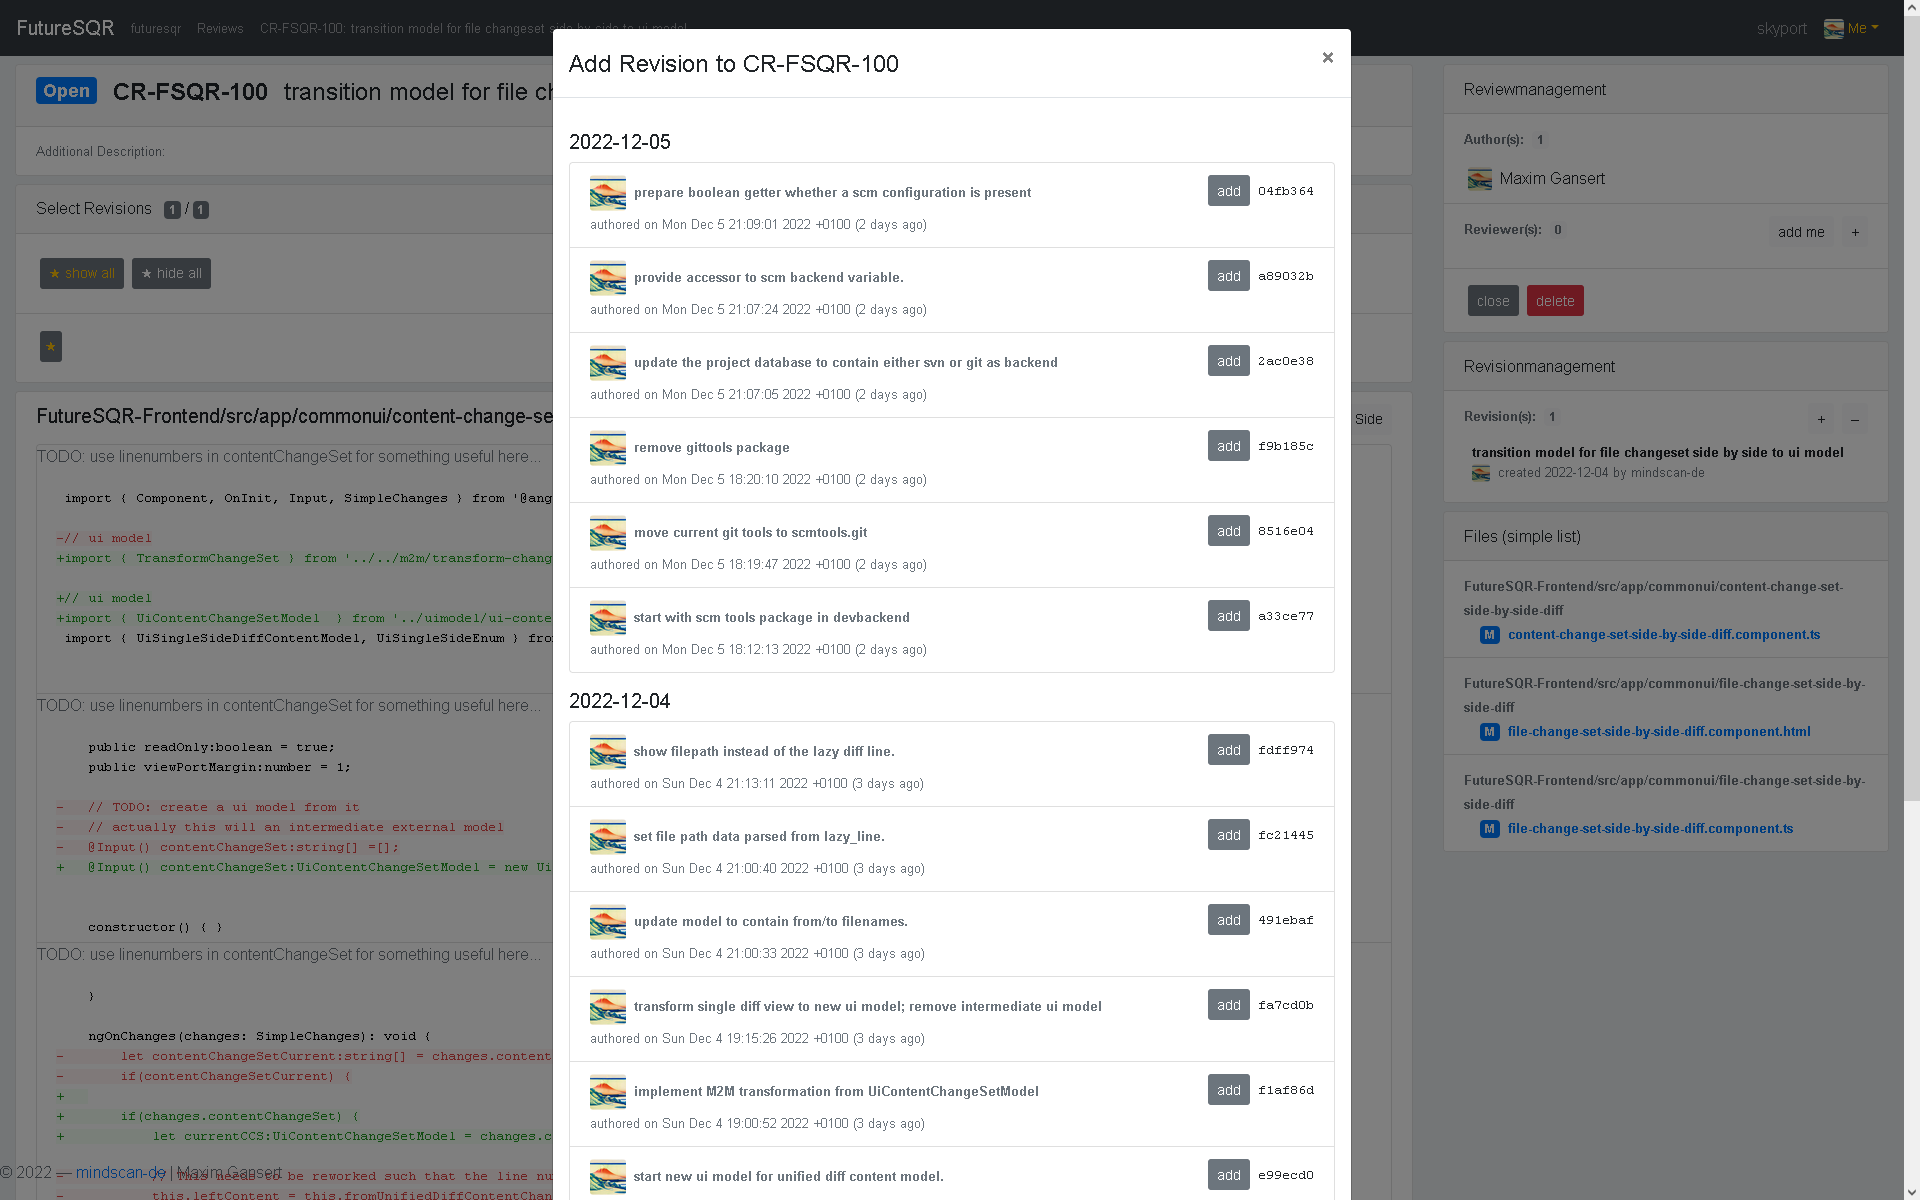 FutureSQR futuresqr Reviews CR-FSQR-100: transition model for file changeset side by side to ui model skyport Me
Add Revision to CR-FSQR-100 ×
Open CR-FSQR-100 transition model for file ch
Additional Description:
Select Revisions 1 / 1
★ show all ★ hide all
★
FutureSQR-Frontend/src/app/commonui/content-change-se
Side
TODO: use linenumbers in contentChangeSet for something useful here...
import { Component, OnInit, Input, SimpleChanges } from '@ang
-// ui model
+import { TransformChangeSet } from '../../m2m/transform-chang
+// ui model
+import { UiContentChangeSetModel  } from '../uimodel/ui-conte
import { UiSingleSideDiffContentModel, UiSingleSideEnum } fro
TODO: use linenumbers in contentChangeSet for something useful here...
public readOnly:boolean = true;
public viewPortMargin:number = 1;
-   // TODO: create a ui model from it
-   // actually this will an intermediate external model
-   @Input() contentChangeSet:string[] =[];
+   @Input() contentChangeSet:UiContentChangeSetModel = new Ui
constructor() { }
TODO: use linenumbers in contentChangeSet for something useful here...
}
ngOnChanges(changes: SimpleChanges): void {
-       let contentChangeSetCurrent:string[] = changes.content
-       if(contentChangeSetCurrent) {
+
+       if(changes.contentChangeSet) {
+           let currentCCS:UiContentChangeSetModel = changes.c
-           // This needs to be reworked such that the line nu
-           this.leftContent = this.fromUnifiedDiffContentChan
© 2022 — mindscan-de | Maxim Gansert
2022-12-05
prepare boolean getter whether a scm configuration is present add 04fb364
authored on Mon Dec 5 21:09:01 2022 +0100 (2 days ago)
provide accessor to scm backend variable. add a89032b
authored on Mon Dec 5 21:07:24 2022 +0100 (2 days ago)
update the project database to contain either svn or git as backend add 2ac0e38
authored on Mon Dec 5 21:07:05 2022 +0100 (2 days ago)
remove gittools package add f9b185c
authored on Mon Dec 5 18:20:10 2022 +0100 (2 days ago)
move current git tools to scmtools.git add 8516e04
authored on Mon Dec 5 18:19:47 2022 +0100 (2 days ago)
start with scm tools package in devbackend add a33ce77
authored on Mon Dec 5 18:12:13 2022 +0100 (2 days ago)
2022-12-04
show filepath instead of the lazy diff line. add fdff974
authored on Sun Dec 4 21:13:11 2022 +0100 (3 days ago)
set file path data parsed from lazy_line. add fc21445
authored on Sun Dec 4 21:00:40 2022 +0100 (3 days ago)
update model to contain from/to filenames. add 491ebaf
authored on Sun Dec 4 21:00:33 2022 +0100 (3 days ago)
transform single diff view to new ui model; remove intermediate ui model add fa7cd0b
authored on Sun Dec 4 19:15:26 2022 +0100 (3 days ago)
implement M2M transformation from UiContentChangeSetModel add f1af86d
authored on Sun Dec 4 19:00:52 2022 +0100 (3 days ago)
start new ui model for unified diff content model. add e99ecd0
Reviewmanagement
Author(s): 1
Maxim Gansert
Reviewer(s): 0 add me +
close delete
Revisionmanagement
Revision(s): 1 + –
transition model for file changeset side by side to ui model
created 2022-12-04 by mindscan-de
Files (simple list)
FutureSQR-Frontend/src/app/commonui/content-change-set-
side-by-side-diff
M content-change-set-side-by-side-diff.component.ts
FutureSQR-Frontend/src/app/commonui/file-change-set-side-by-
side-diff
M file-change-set-side-by-side-diff.component.html
FutureSQR-Frontend/src/app/commonui/file-change-set-side-by-
side-diff
M file-change-set-side-by-side-diff.component.ts